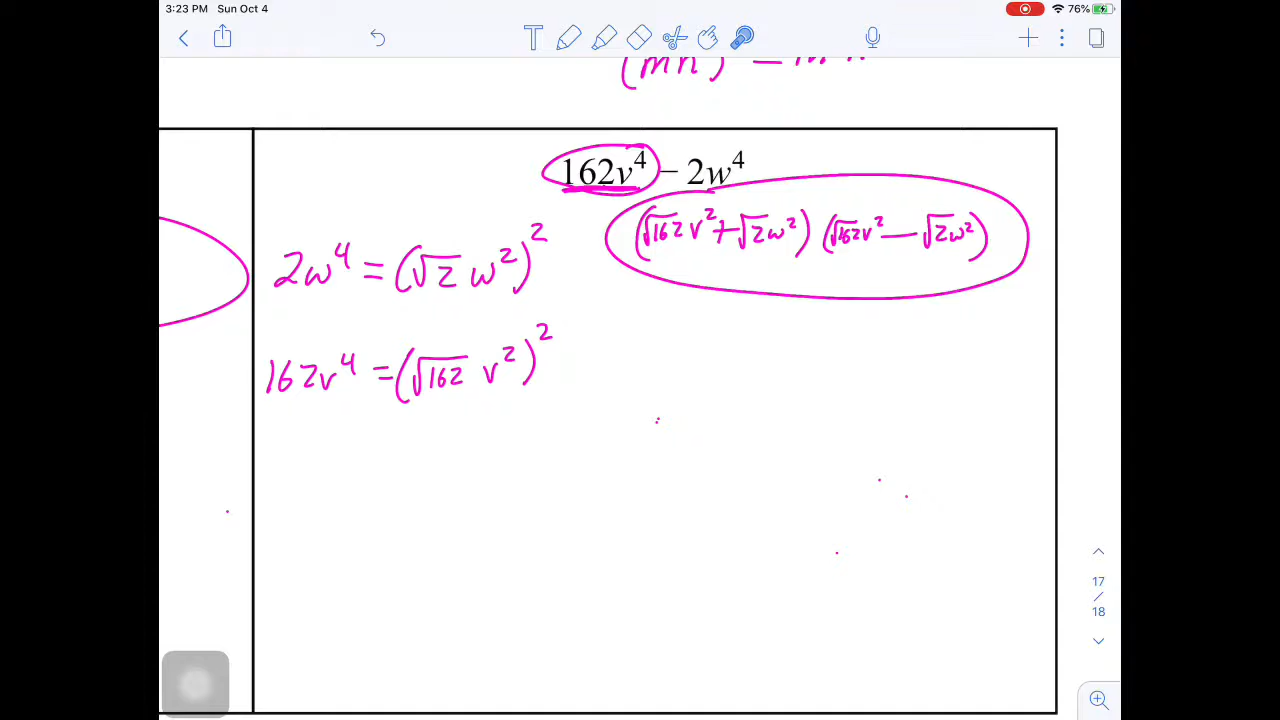 3:23 PM Sun Oct 4 76%
162v⁴ – 2w⁴
(√162 v² + √2 w²) (√162 v² — √2 w²)
2w⁴ = (√2 w²)²
162v⁴ = (√162 v²)²
17
/
18